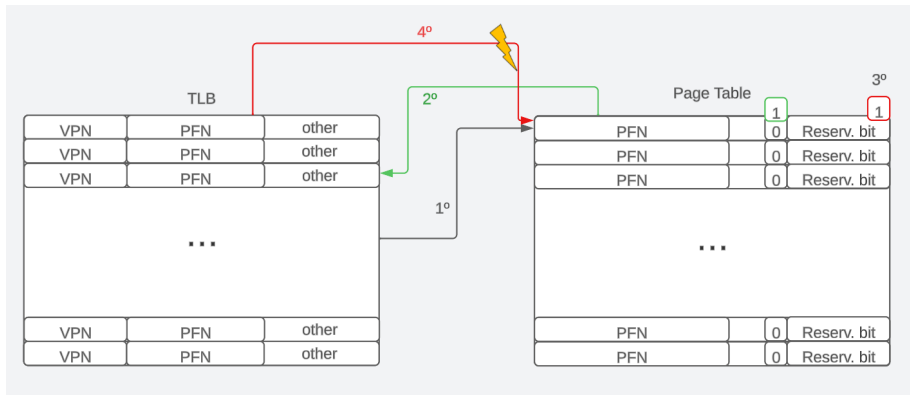 4º
3º
TLB
2º
Page Table
1
1
VPN PFN other
PFN 0 Reserv. bit
VPN PFN other
PFN 0 Reserv. bit
VPN PFN other
PFN 0 Reserv. bit
1º
...
...
VPN PFN other
PFN 0 Reserv. bit
VPN PFN other
PFN 0 Reserv. bit